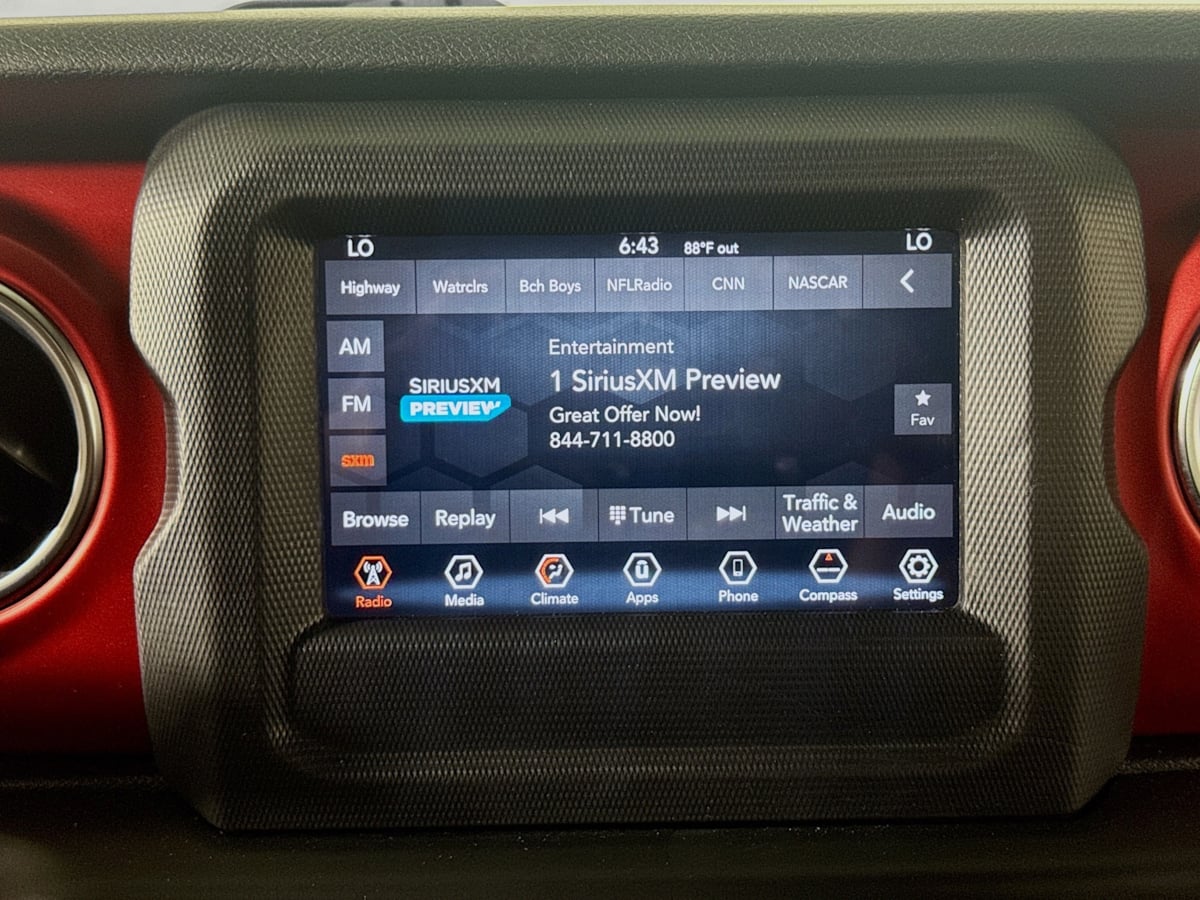 LO 6:43 88°F out LO
Highway Watrclrs Bch Boys NFLRadio CNN NASCAR
AM
FM
sxm
SIRIUSXM
PREVIEW
Entertainment
1 SiriusXM Preview
Great Offer Now!
844-711-8800
Fav
Browse Replay Tune Traffic &
Weather Audio
Radio Media Climate Apps Phone Compass Settings